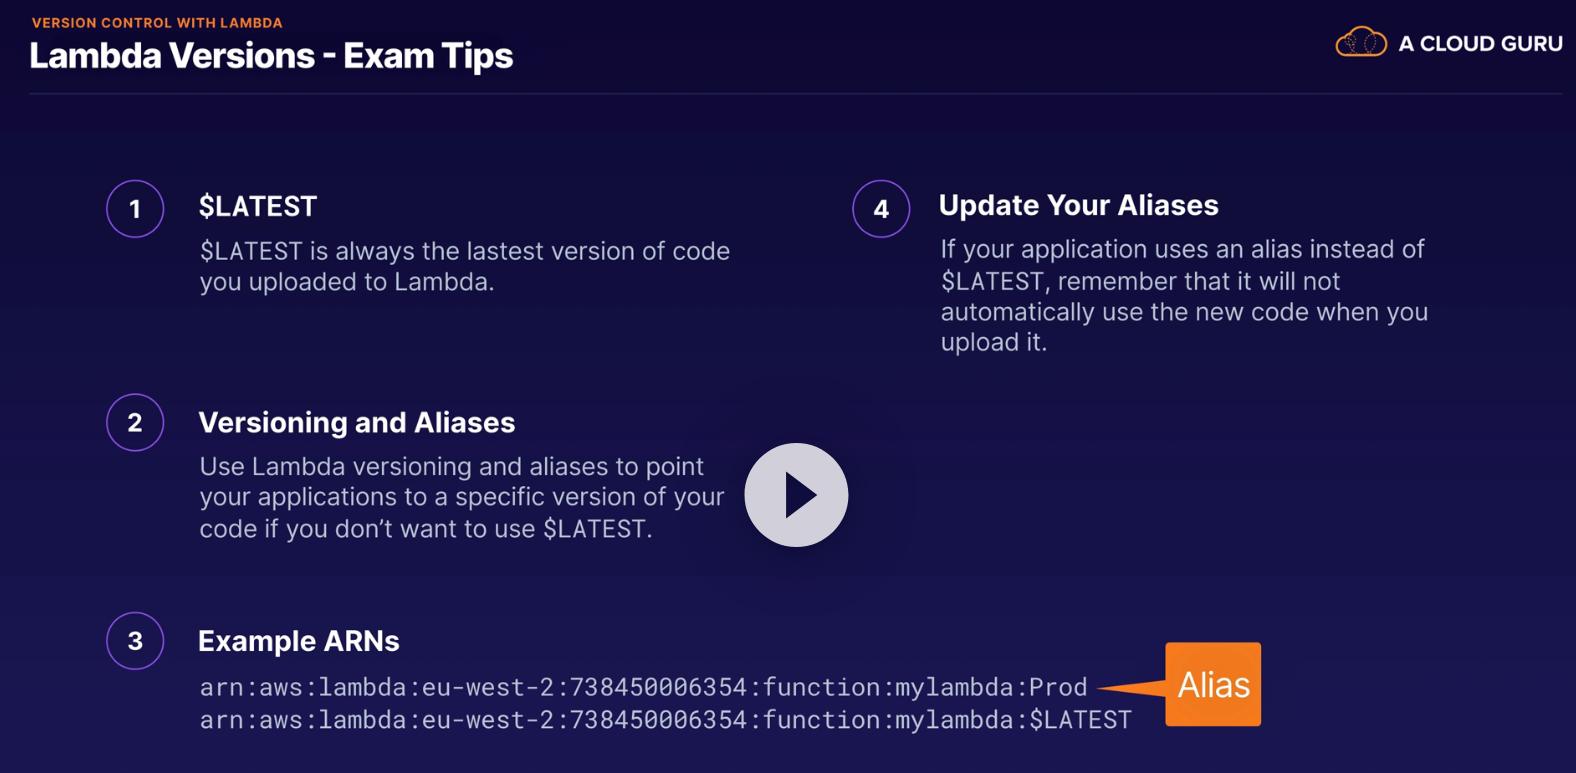 VERSION CONTROL WITH LAMBDA
Lambda Versions - Exam Tips
A CLOUD GURU
1
$LATEST
$LATEST is always the lastest version of code
you uploaded to Lambda.
2
Versioning and Aliases
Use Lambda versioning and aliases to point
your applications to a specific version of your
code if you don’t want to use $LATEST.
3
Example ARNs
arn:aws:lambda:eu-west-2:738450006354:function:mylambda:Prod
arn:aws:lambda:eu-west-2:738450006354:function:mylambda:$LATEST
Alias
4
Update Your Aliases
If your application uses an alias instead of
$LATEST, remember that it will not
automatically use the new code when you
upload it.